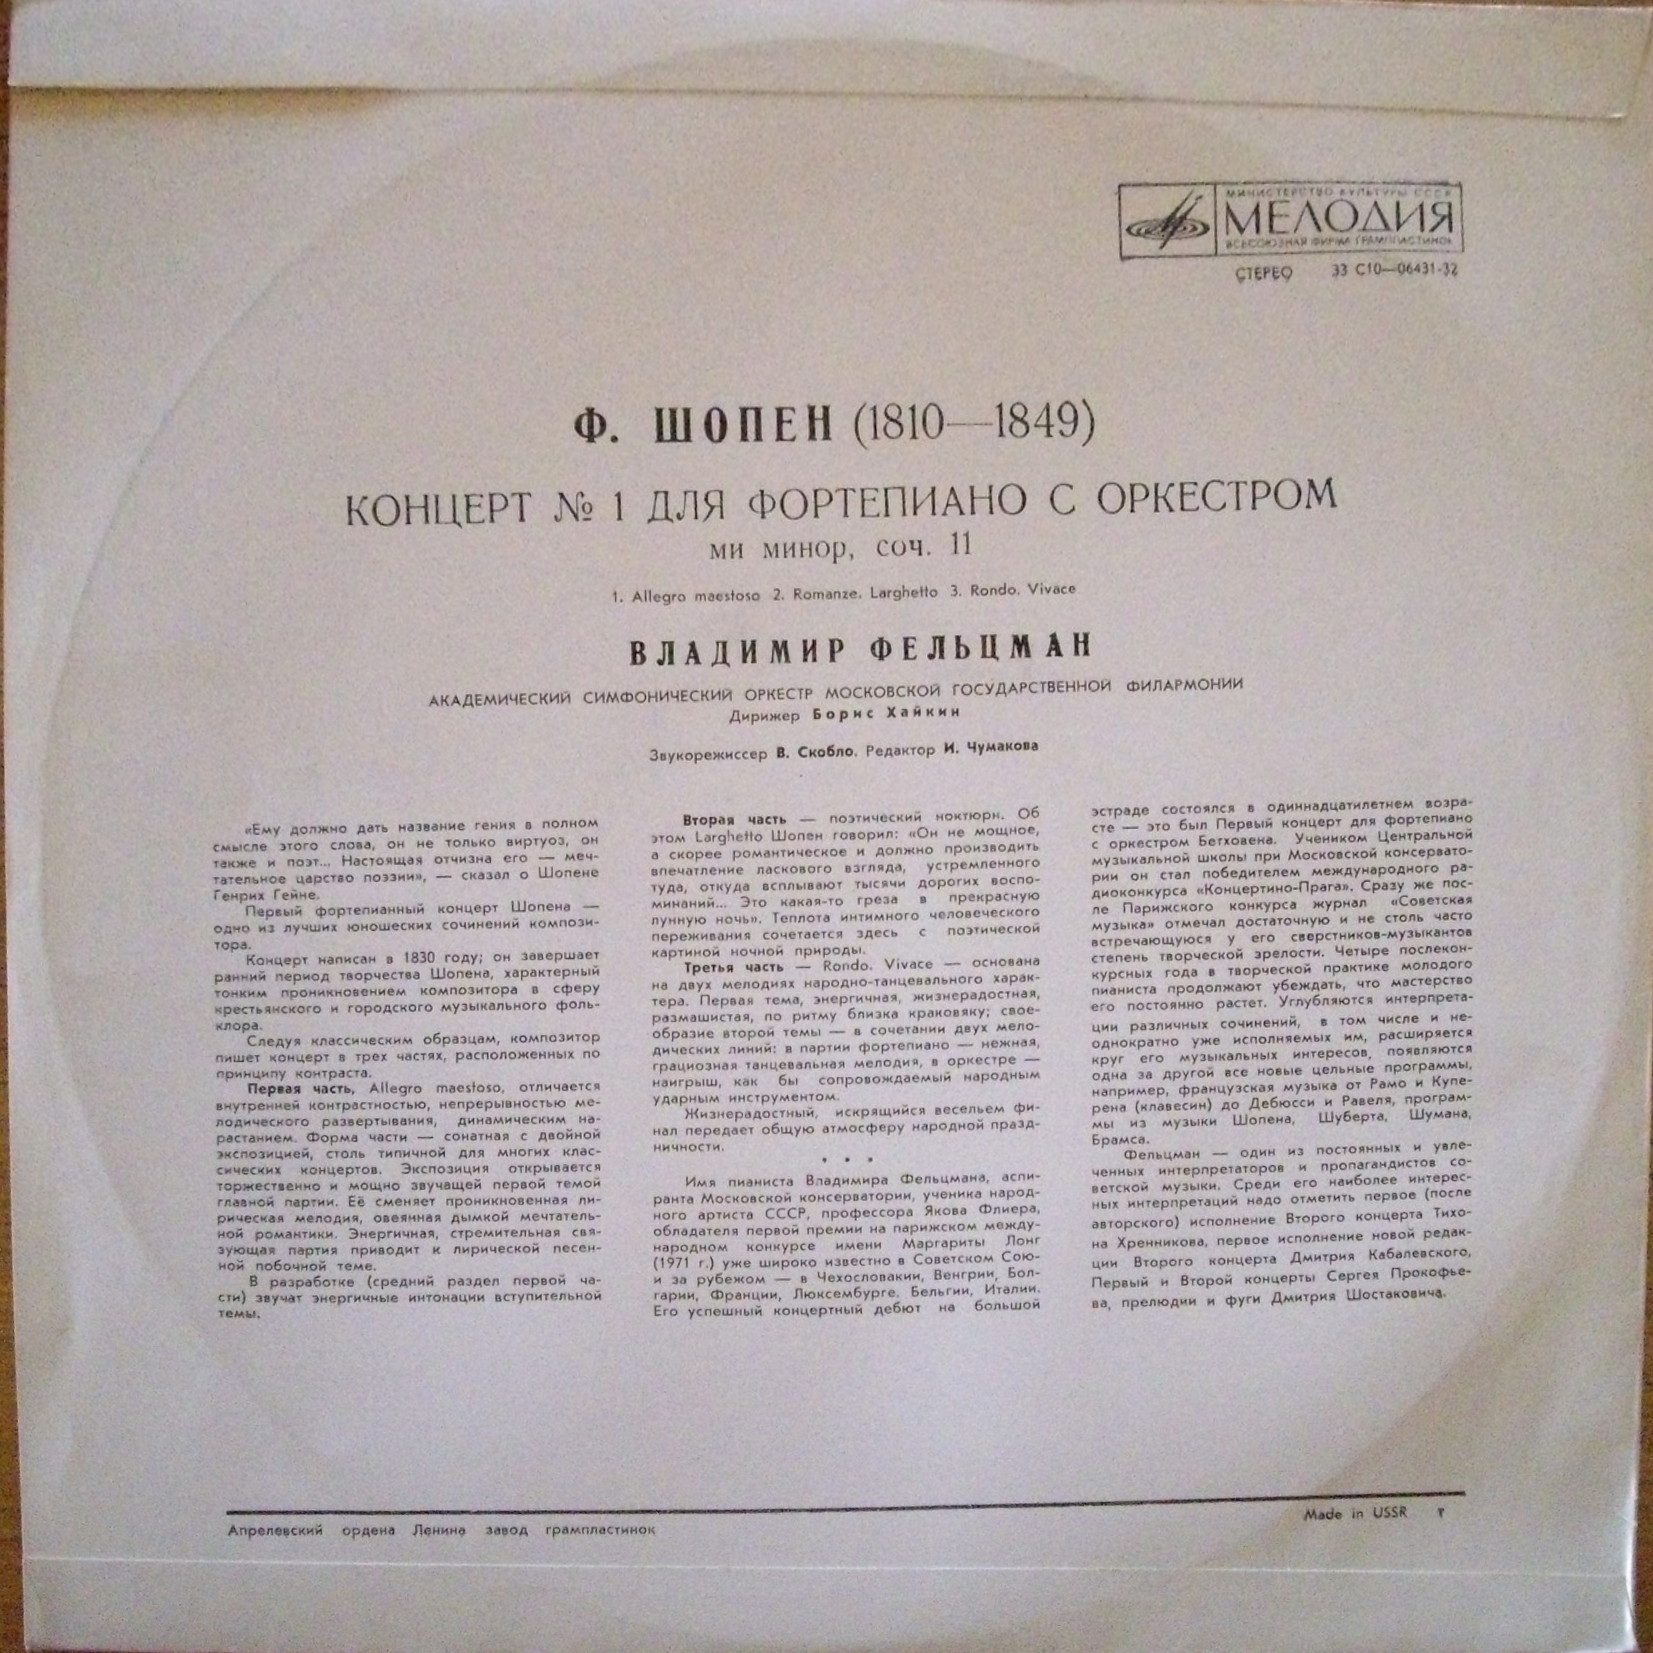 МИНИСТЕРСТВО КУЛЬТУРЫ СССР
МЕЛОДИЯ
ВСЕСОЮЗНАЯ ФИРМА ГРАМПЛАСТИНОК
СТЕРЕО 33 С10—06431-32
Ф. ШОПЕН (1810—1849)
КОНЦЕРТ № 1 ДЛЯ ФОРТЕПИАНО С ОРКЕСТРОМ
ми минор, соч. 11
1. Allegro maestoso 2. Romanze. Larghetto 3. Rondo. Vivace
ВЛАДИМИР ФЕЛЬЦМАН
АКАДЕМИЧЕСКИЙ СИМФОНИЧЕСКИЙ ОРКЕСТР МОСКОВСКОЙ ГОСУДАРСТВЕННОЙ ФИЛАРМОНИИ
Дирижер Борис Хайкин
Звукорежиссер В. Скобло. Редактор И. Чумакова
«Ему должно дать название гения в полном
смысле этого слова, он не только виртуоз, он
также и поэт... Настоящая отчизна его — меч-
тательное царство поэзии», — сказал о Шопене
Генрих Гейне.
Первый фортепианный концерт Шопена —
одно из лучших юношеских сочинений компози-
тора.
Концерт написан в 1830 году; он завершает
ранний период творчества Шопена, характерный
тонким проникновением композитора в сферу
крестьянского и городского музыкального фоль-
клора.
Следуя классическим образцам, композитор
пишет концерт в трех частях, расположенных по
принципу контраста.
Первая часть, Allegro maestoso, отличается
внутренней контрастностью, непрерывностью ме-
лодического развертывания, динамическим на-
растанием. Форма части — сонатная с двойной
экспозицией, столь типичной для многих клас-
сических концертов. Экспозиция открывается
торжественно и мощно звучащей первой темой
главной партии. Её сменяет проникновенная ли-
рическая мелодия, овеянная дымкой мечтатель-
ной романтики. Энергичная, стремительная свя-
зующая партия приводит к лирической песен-
ной побочной теме.
В разработке (средний раздел первой ча-
сти) звучат энергичные интонации вступительной
темы.
Вторая часть — поэтический ноктюрн. Об
этом Larghetto Шопен говорил: «Он не мощное,
а скорее романтическое и должно производить
впечатление ласкового взгляда, устремленного
туда, откуда всплывают тысячи дорогих воспо-
минаний... Это какая-то греза в прекрасную
лунную ночь». Теплота интимного человеческого
переживания сочетается здесь с поэтической
картиной ночной природы.
Третья часть — Rondo. Vivace — основана
на двух мелодиях народно-танцевального харак-
тера. Первая тема, энергичная, жизнерадостная,
размашистая, по ритму близка краковяку; свое-
образие второй темы — в сочетании двух мело-
дических линий: в партии фортепиано — нежная,
грациозная танцевальная мелодия, в оркестре —
наигрыш, как бы сопровождаемый народным
ударным инструментом.
Жизнерадостный, искрящийся весельем фи-
нал передает общую атмосферу народной празд-
ничности.
* * *
Имя пианиста Владимира Фельцмана, аспи-
ранта Московской консерватории, ученика народ-
ного артиста СССР, профессора Якова Флиера,
обладателя первой премии на парижском между-
народном конкурсе имени Маргариты Лонг
(1971 г.) уже широко известно в Советском Сою-
и за рубежом — в Чехословакии, Венгрии, Бол-
гарии, Франции, Люксембурге, Бельгии, Италии.
Его успешный концертный дебют на большой
эстраде состоялся в одиннадцатилетнем возра-
сте — это был Первый концерт для фортепиано
с оркестром Бетховена. Учеником Центральной
музыкальной школы при Московской консервато-
рии он стал победителем международного ра-
диоконкурса «Концертино-Прага». Сразу же пос-
ле Парижского конкурса журнал «Советская
музыка» отмечал достаточную и не столь часто
встречающуюся у его сверстников-музыкантов
степень творческой зрелости. Четыре послекон-
курсных года в творческой практике молодого
пианиста продолжают убеждать, что мастерство
его постоянно растет. Углубляются интерпрета-
ции различных сочинений, в том числе и не-
однократно уже исполняемых им, расширяется
круг его музыкальных интересов, появляются
одна за другой все новые цельные программы,
например, французская музыка от Рамо и Купе-
рена (клавесин) до Дебюсси и Равеля, програм-
мы из музыки Шопена, Шуберта, Шумана,
Брамса.
Фельцман — один из постоянных и увле-
ченных интерпретаторов и пропагандистов со-
ветской музыки. Среди его наиболее интерес-
ных интерпретаций надо отметить первое (после
авторского) исполнение Второго концерта Тихо-
на Хренникова, первое исполнение новой редак-
ции Второго концерта Дмитрия Кабалевского,
Первый и Второй концерты Сергея Прокофье-
ва, прелюдии и фуги Дмитрия Шостаковича.
Апрелевский ордена Ленина завод грампластинок
Made in USSR